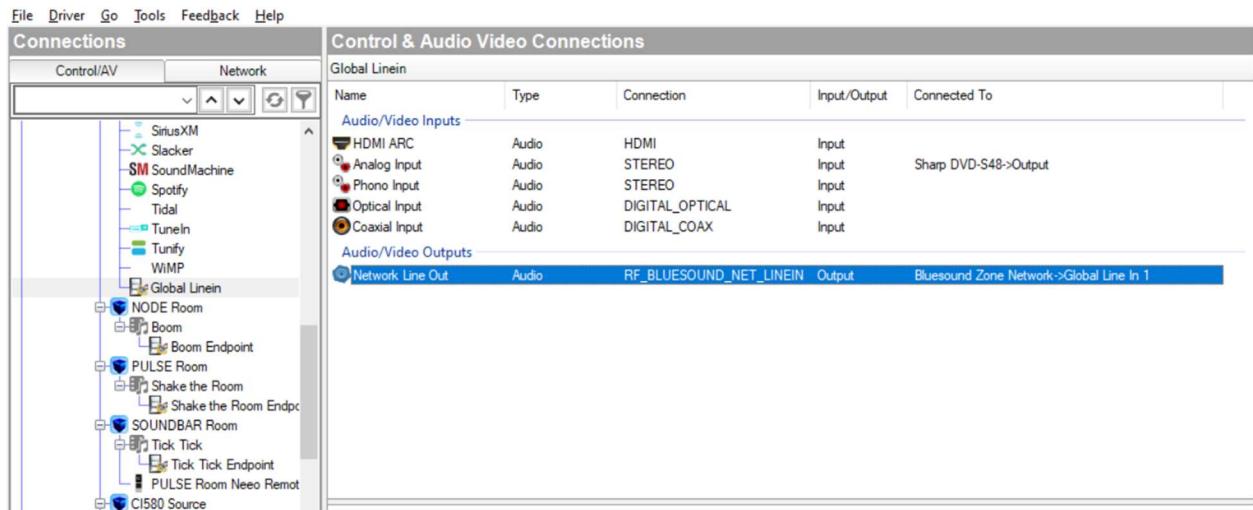 File Driver Go Tools Feedback Help
Connections
Control/AV Network
SiriusXM
Slacker
SM SoundMachine
Spotify
Tidal
TuneIn
Tunify
WiMP
Global Linein
NODE Room
Boom
Boom Endpoint
PULSE Room
Shake the Room
Shake the Room Endpo
SOUNDBAR Room
Tick Tick
Tick Tick Endpoint
PULSE Room Neeo Remot
CI580 Source
Control & Audio Video Connections
Global Linein
Name Type Connection Input/Output Connected To
Audio/Video Inputs
HDMI ARC Audio HDMI Input
Analog Input Audio STEREO Input Sharp DVD-S48->Output
Phono Input Audio STEREO Input
Optical Input Audio DIGITAL_OPTICAL Input
Coaxial Input Audio DIGITAL_COAX Input
Audio/Video Outputs
Network Line Out Audio RF_BLUESOUND_NET_LINEIN Output Bluesound Zone Network->Global Line In 1